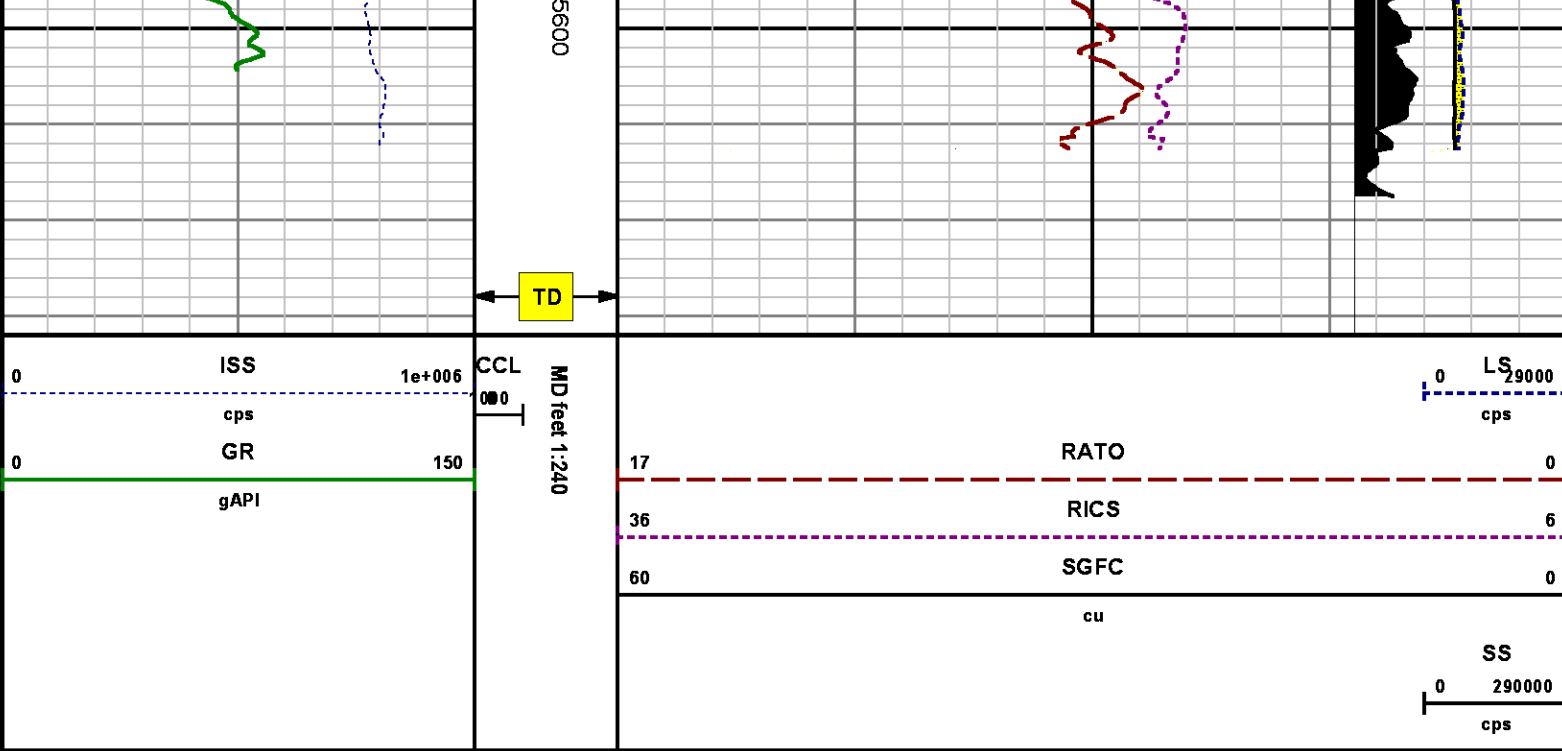 5600
TD
ISS
0 1e+006
cps
GR
0 150
gAPI
CCL
MD feet 1:240
LS
0 29000
cps
RATO
17 0
RICS
36 6
SGFC
60 0
cu
SS
0 290000
cps